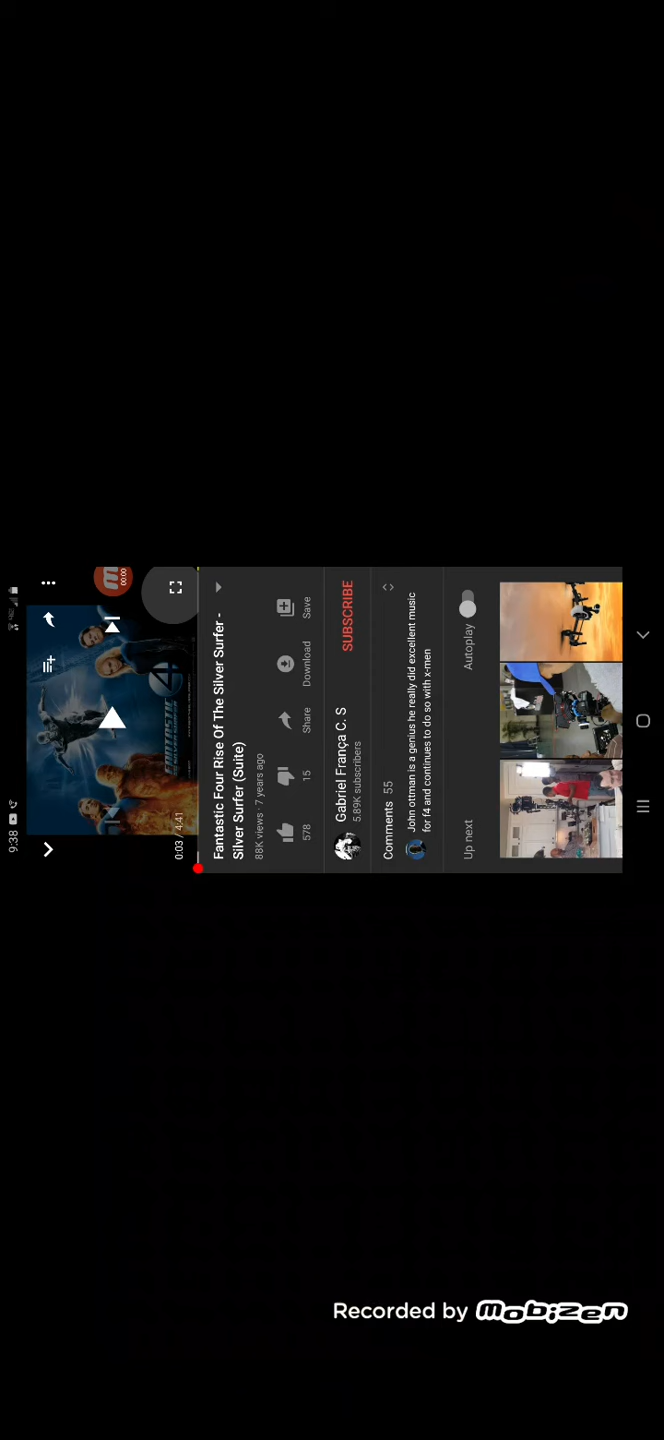 9:38
00:00
FANTASTIC
0:03 / 4:41
Fantastic Four Rise Of The Silver Surfer -
Silver Surfer (Suite)
88K views · 7 years ago
578
15
Share
Download
Save
Gabriel França C. S
5.89K subscribers
SUBSCRIBE
Comments 55
John ottman is a genius he really did excellent music
for f4 and continues to do so with x-men
Up next
Autoplay
Recorded by mobizen